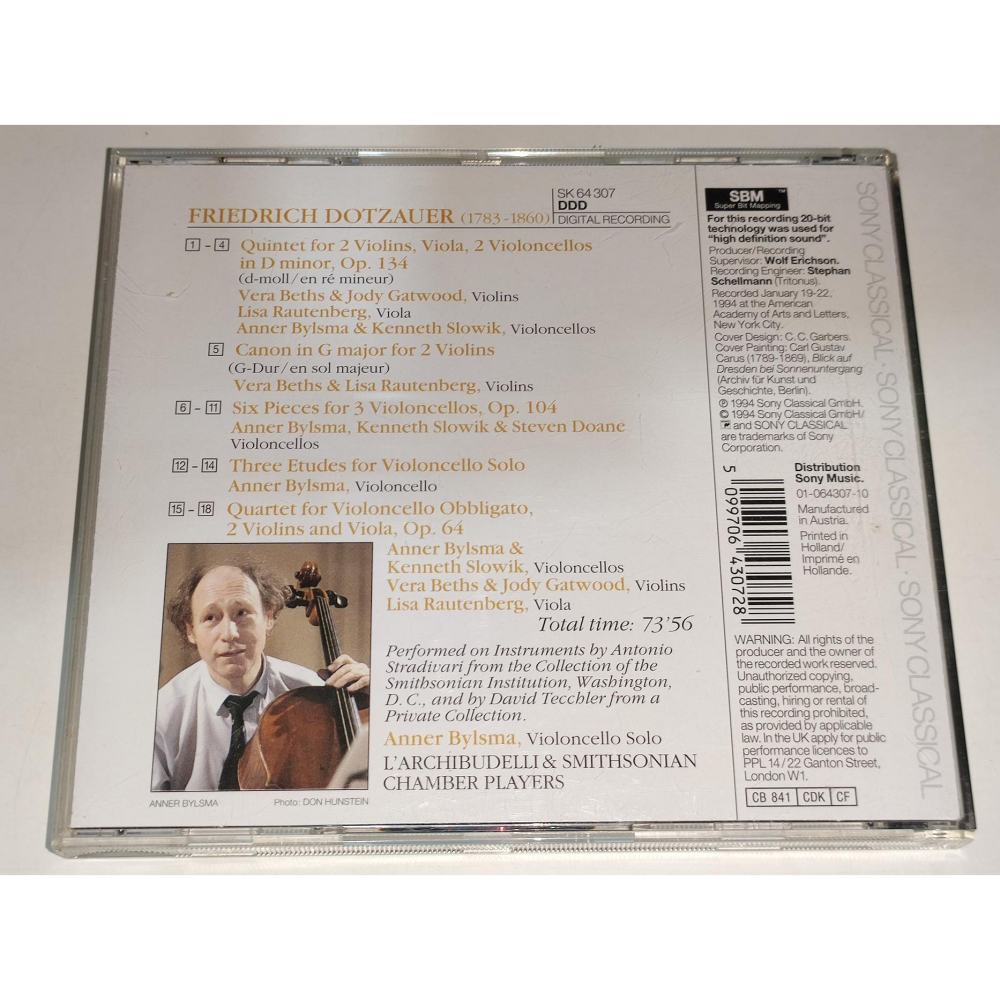 SK 64 307
DDD
DIGITAL RECORDING
FRIEDRICH DOTZAUER (1783-1860)
1 - 4 Quintet for 2 Violins, Viola, 2 Violoncellos
in D minor, Op. 134
(d-moll/en ré mineur)
Vera Beths & Jody Gatwood, Violins
Lisa Rautenberg, Viola
Anner Bylsma & Kenneth Slowik, Violoncellos
5 Canon in G major for 2 Violins
(G-Dur/en sol majeur)
Vera Beths & Lisa Rautenberg, Violins
6 - 11 Six Pieces for 3 Violoncellos, Op. 104
Anner Bylsma, Kenneth Slowik & Steven Doane
Violoncellos
12 - 14 Three Etudes for Violoncello Solo
Anner Bylsma, Violoncello
15 - 18 Quartet for Violoncello Obbligato,
2 Violins and Viola, Op. 64
Anner Bylsma &
Kenneth Slowik, Violoncellos
Vera Beths & Jody Gatwood, Violins
Lisa Rautenberg, Viola
Total time: 73'56
Performed on Instruments by Antonio
Stradivari from the Collection of the
Smithsonian Institution, Washington,
D. C., and by David Tecchler from a
Private Collection.
Anner Bylsma, Violoncello Solo
L'ARCHIBUDELLI & SMITHSONIAN
CHAMBER PLAYERS
ANNER BYLSMA
Photo: DON HUNSTEIN
SBM™
Super Bit Mapping
For this recording 20-bit
technology was used for
"high definition sound".
Producer/Recording
Supervisor: Wolf Erichson.
Recording Engineer: Stephan
Schellmann (Tritonus).
Recorded January 19-22,
1994 at the American
Academy of Arts and Letters,
New York City.
Cover Design: C. C. Garbers.
Cover Painting: Carl Gustav
Carus (1789-1869), Blick auf
Dresden bei Sonnenuntergang
(Archiv für Kunst und
Geschichte, Berlin).
℗ 1994 Sony Classical GmbH.
© 1994 Sony Classical GmbH/
and SONY CLASSICAL
are trademarks of Sony
Corporation.
5 099706 430728
Distribution
Sony Music.
01-064307-10
Manufactured
in Austria.
Printed in
Holland/
Imprimé en
Hollande.
WARNING: All rights of the
producer and the owner of
the recorded work reserved.
Unauthorized copying,
public performance, broad-
casting, hiring or rental of
this recording prohibited,
as provided by applicable
law. In the UK apply for public
performance licences to
PPL 14/22 Ganton Street,
London W1.
CB 841 CDK CF
SONY CLASSICAL · SONY CLASSICAL · SONY CLASSICAL